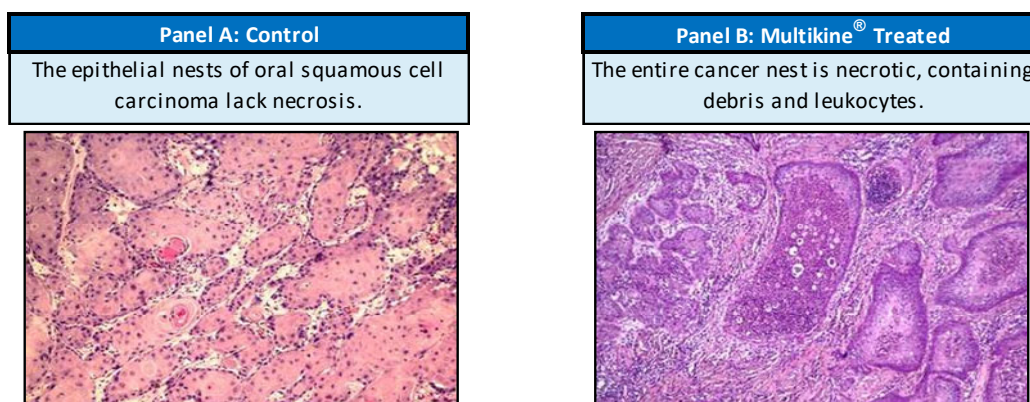 Panel A: Control
The epithelial nests of oral squamous cell
carcinoma lack necrosis.
Panel B: Multikine® Treated
The entire cancer nest is necrotic, containing
debris and leukocytes.